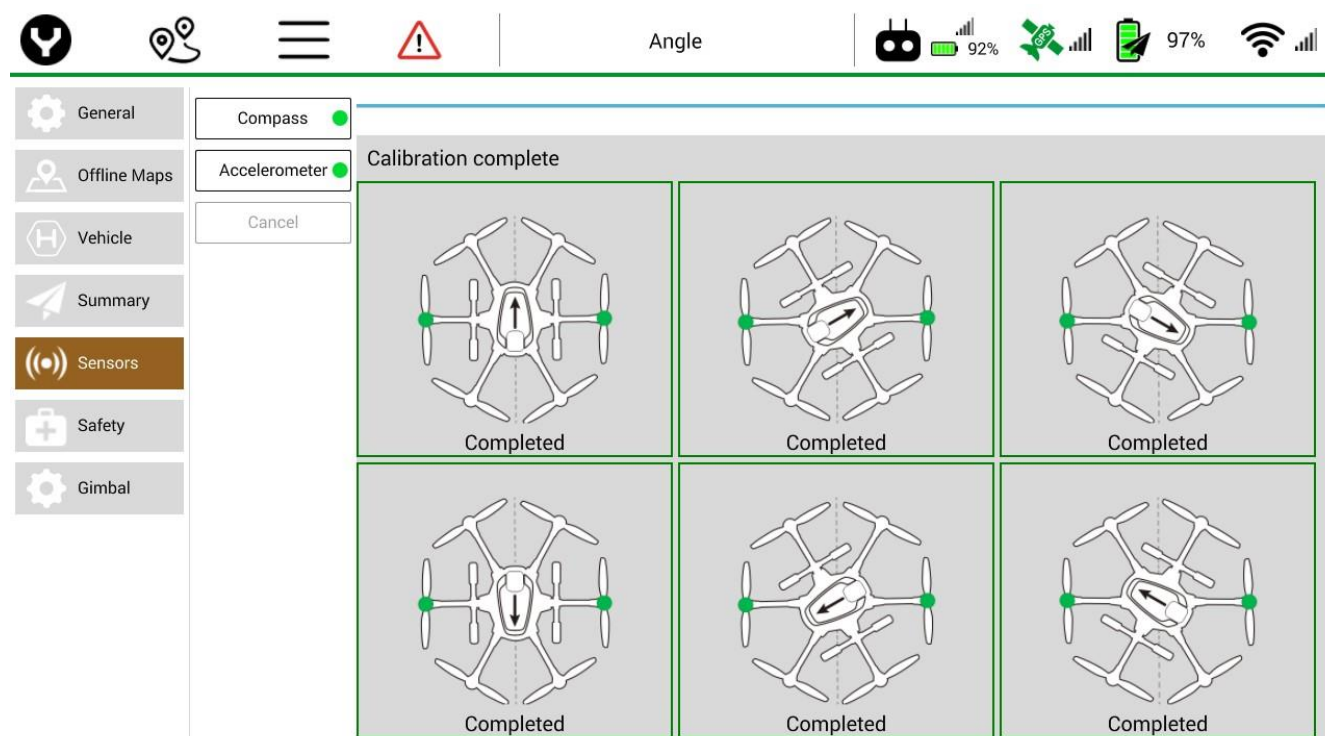 Angle
92%
GPS
97%
General
Offline Maps
Vehicle
Summary
Sensors
Safety
Gimbal
Compass
Accelerometer
Cancel
Calibration complete
Completed
Completed
Completed
Completed
Completed
Completed